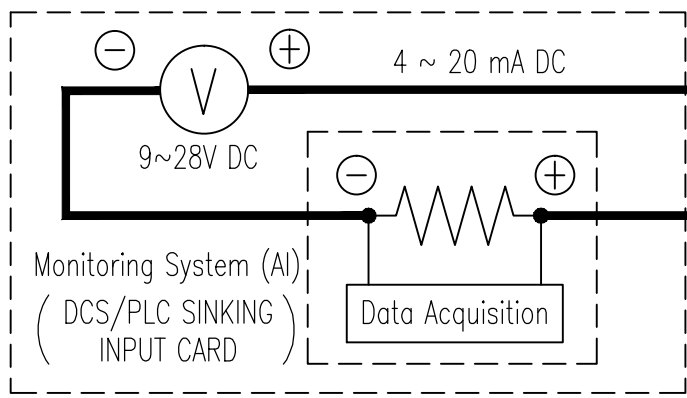 − +
4 ~ 20 mA DC
V
9~28V DC
− +
Monitoring System (AI)
( DCS/PLC SINKING
INPUT CARD )
Data Acquisition